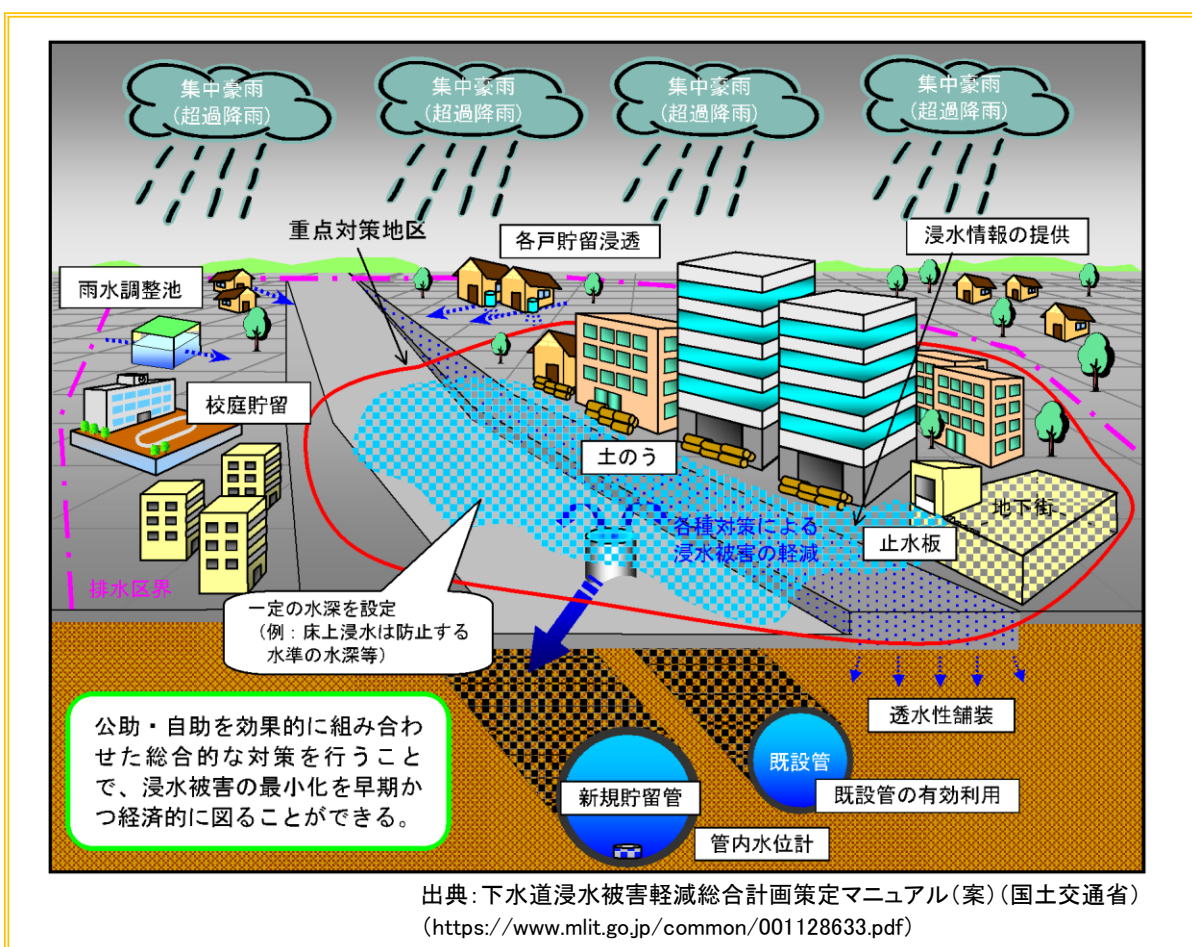 集中豪雨
(超過降雨)
集中豪雨
(超過降雨)
集中豪雨
(超過降雨)
集中豪雨
(超過降雨)
重点対策地区
各戸貯留浸透
浸水情報の提供
雨水調整池
校庭貯留
土のう
地下街
各種対策による
浸水被害の軽減
止水板
排水区界
一定の水深を設定
(例:床上浸水は防止する
水準の水深等)
透水性舗装
公助・自助を効果的に組み合わ
せた総合的な対策を行うこと
で、浸水被害の最小化を早期か
つ経済的に図ることができる。
既設管
新規貯留管
既設管の有効利用
管内水位計
出典:下水道浸水被害軽減総合計画策定マニュアル(案)(国土交通省)
(https://www.mlit.go.jp/common/001128633.pdf)